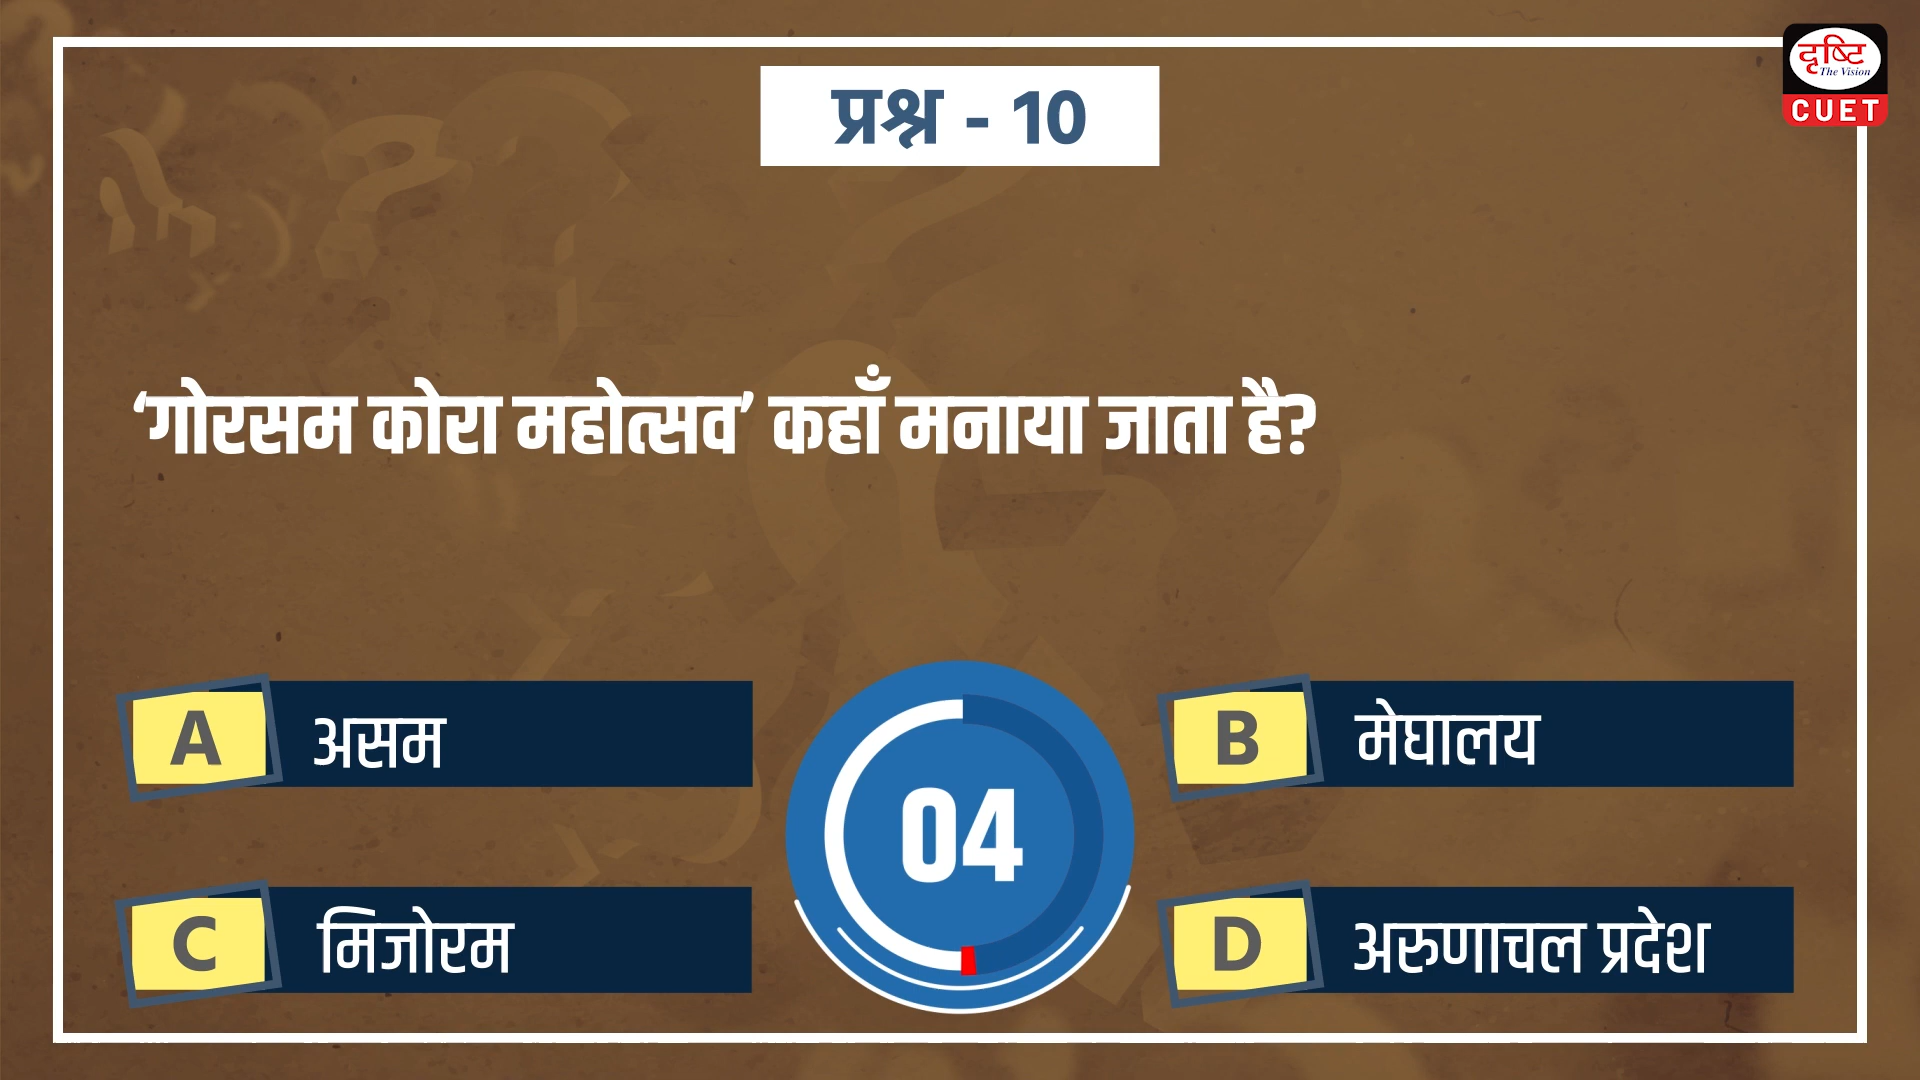 दृष्टि
The Vision
CUET
प्रश्न - 10
‘गोरसम कोरा महोत्सव’ कहाँ मनाया जाता है?
A असम
B मेघालय
04
C मिजोरम
D अरुणाचल प्रदेश